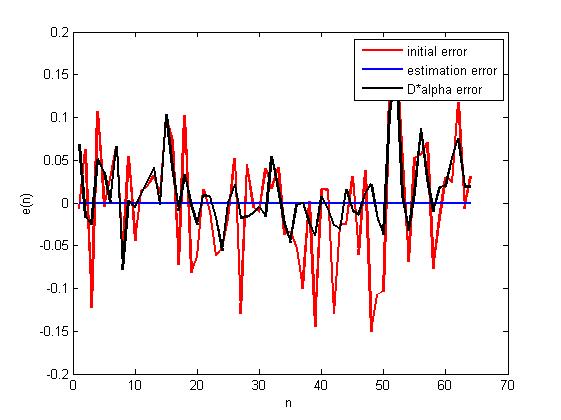 0.2
0.15
0.1
0.05
0
-0.05
-0.1
-0.15
-0.2
e(n)
initial error
estimation error
D*alpha error
0 10 20 30 40 50 60 70
n